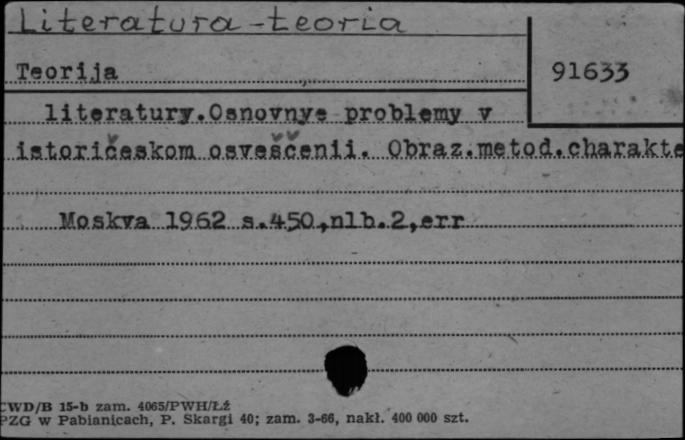 Literatura-teoria
Teorija
91633
literatury.Osnovnye problemy v
istoričeskom osveščenii. Obraz.metod.charakte
Moskva 1962 s.450,nlb.2,err
CWD/B 15-b zam. 4065/PWH/Łź
PZG w Pabianicach, P. Skargi 40; zam. 3-66, nakł. 400 000 szt.